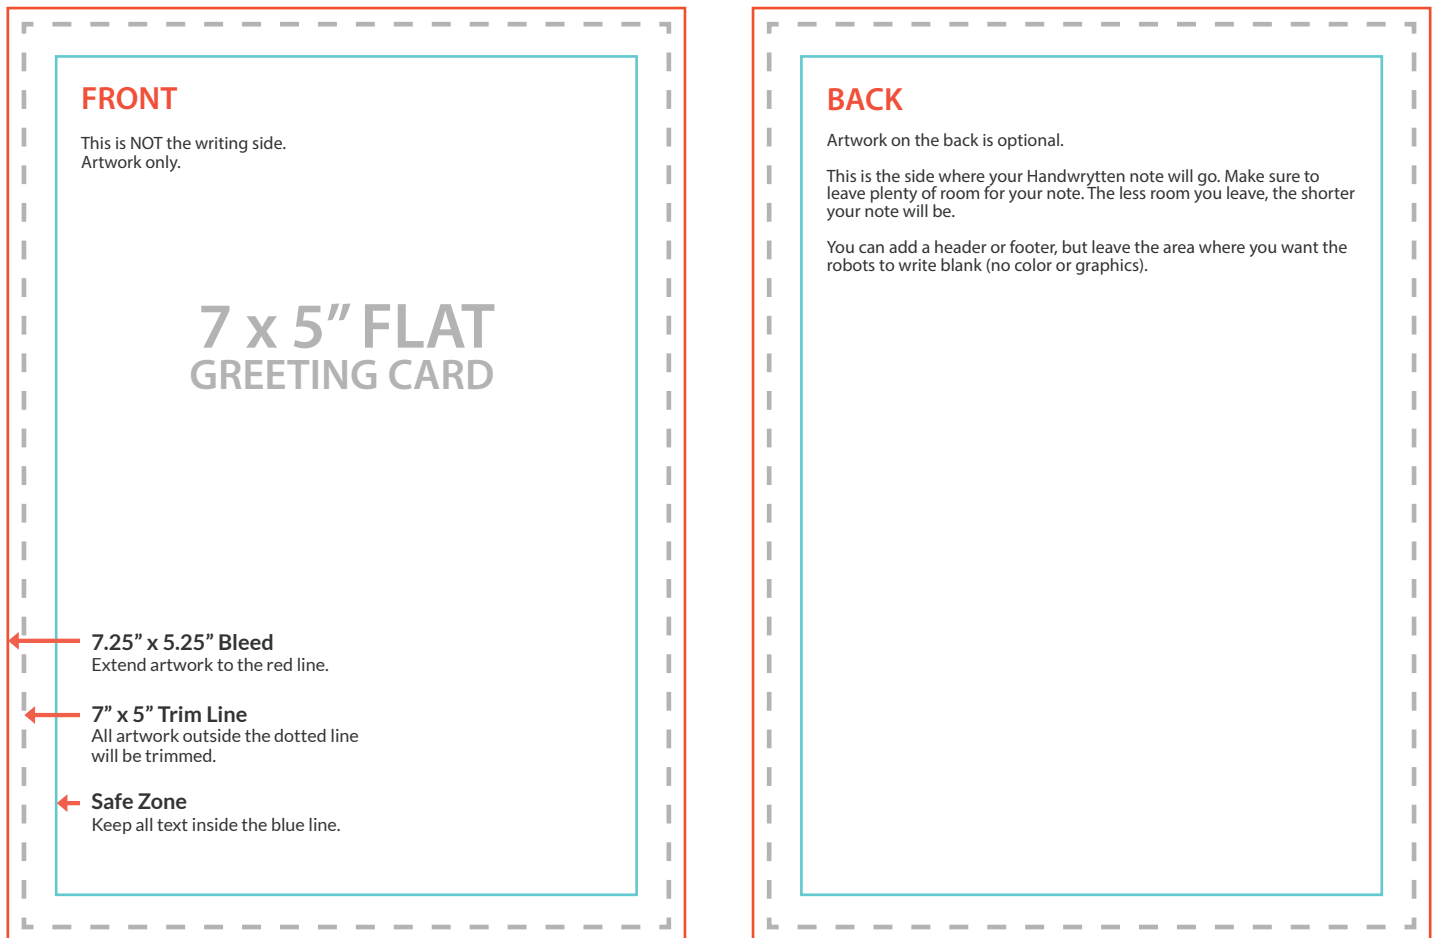 FRONT
This is NOT the writing side.
Artwork only.
7 x 5” FLAT
GREETING CARD
7.25” x 5.25” Bleed
Extend artwork to the red line.
7” x 5” Trim Line
All artwork outside the dotted line
will be trimmed.
Safe Zone
Keep all text inside the blue line.
BACK
Artwork on the back is optional.
This is the side where your Handwrytten note will go. Make sure to
leave plenty of room for your note. The less room you leave, the shorter
your note will be.
You can add a header or footer, but leave the area where you want the
robots to write blank (no color or graphics).